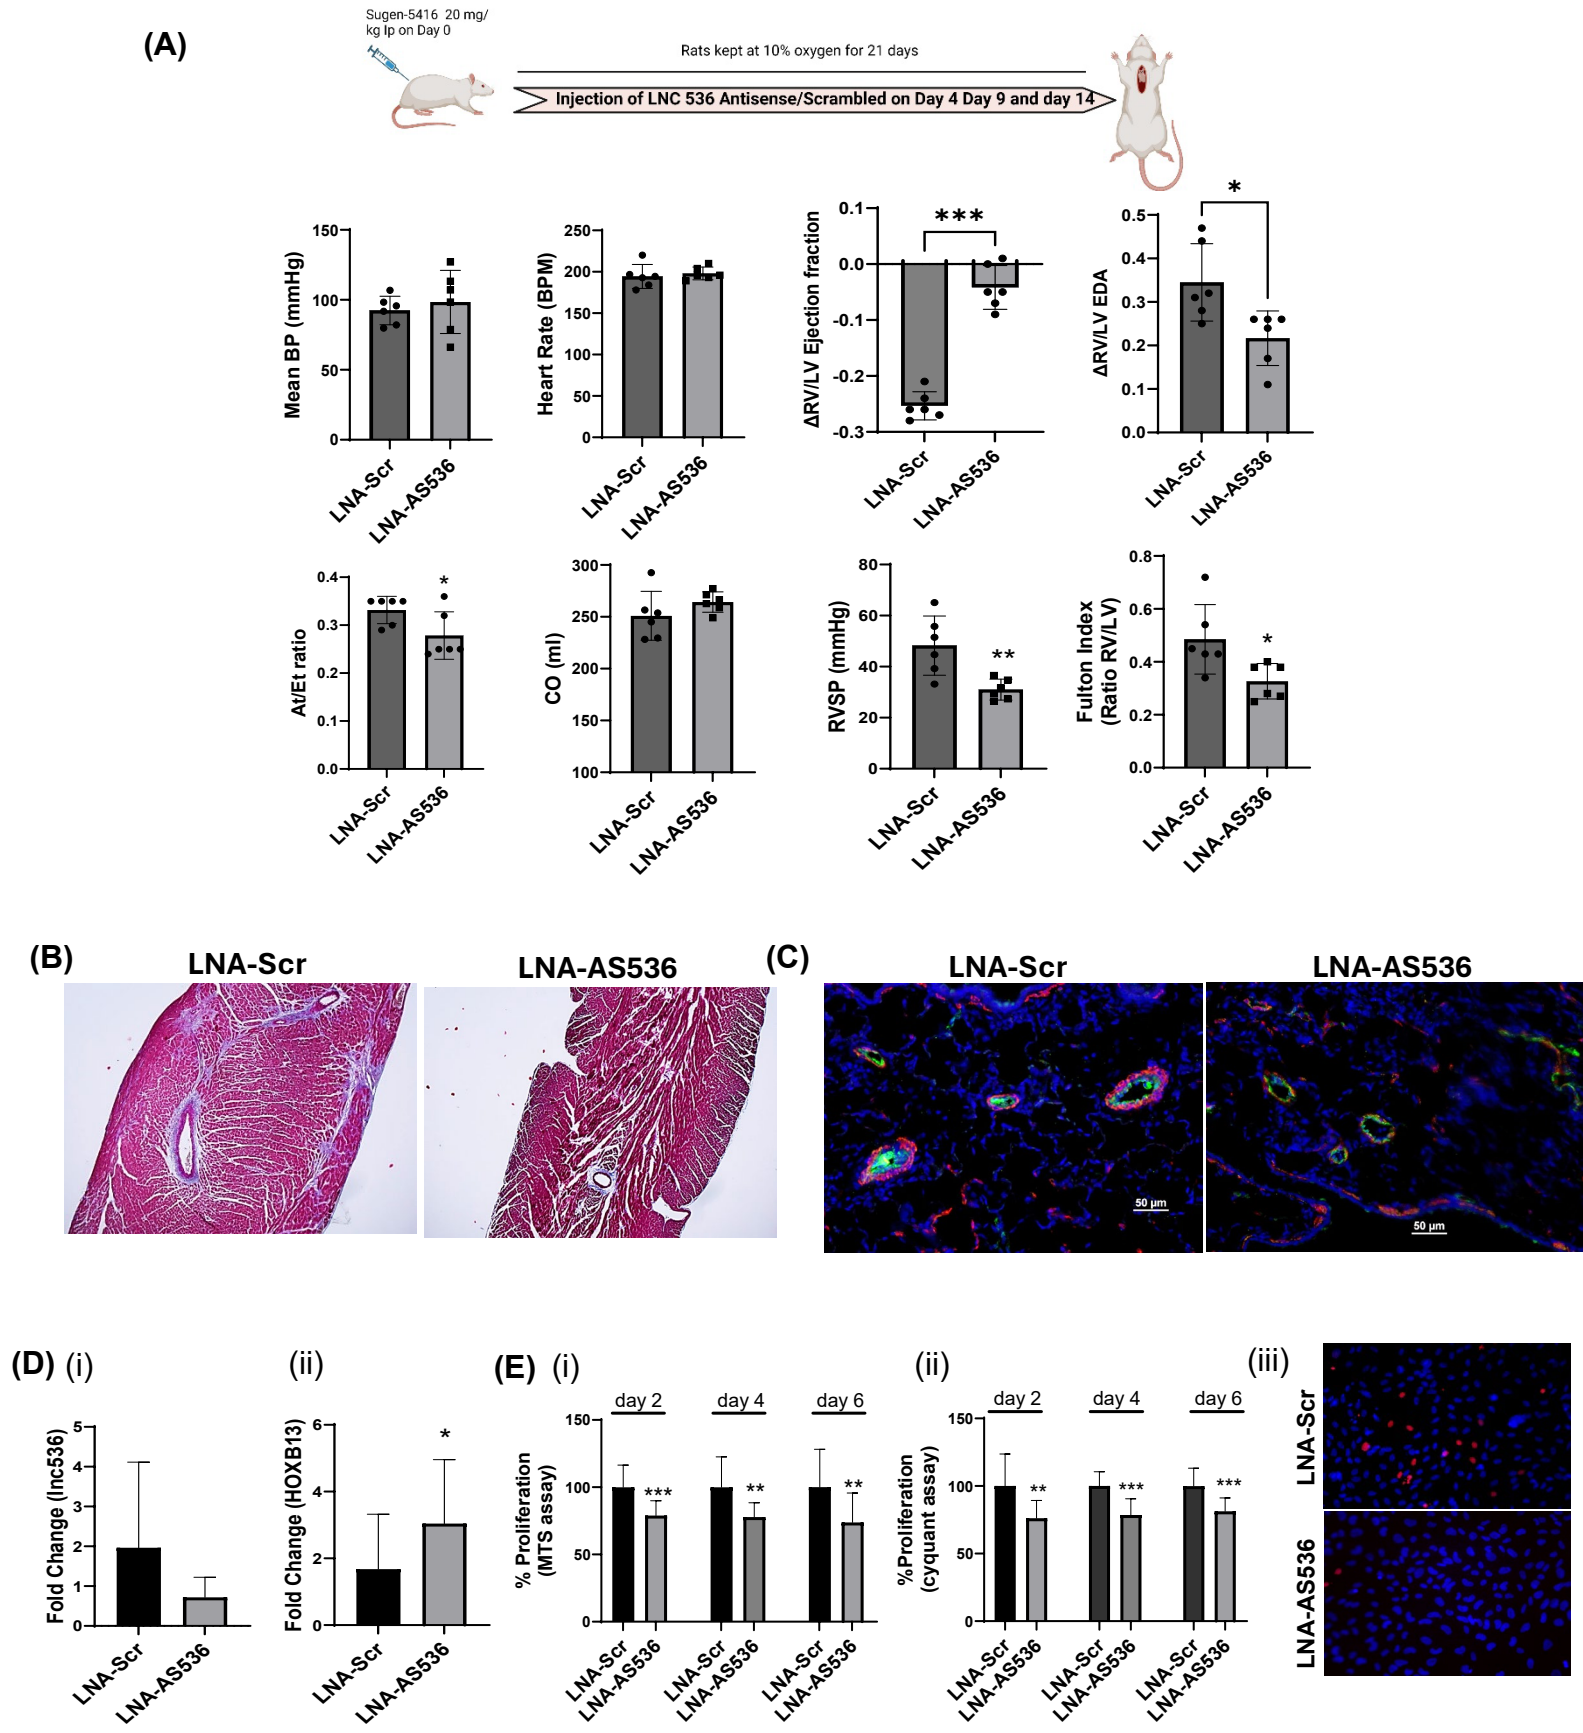 (A)
Sugen-5416 20 mg/
kg Ip on Day 0
Rats kept at 10% oxygen for 21 days
Injection of LNC 536 Antisense/Scrambled on Day 4 Day 9 and day 14
Mean BP (mmHg)
150
100
50
0
LNA-Scr
LNA-AS536
Heart Rate (BPM)
250
200
150
100
50
0
LNA-Scr
LNA-AS536
ΔRV/LV Ejection fraction
0.1
0.0
-0.1
-0.2
-0.3
***
LNA-Scr
LNA-AS536
ΔRV/LV EDA
0.5
0.4
0.3
0.2
0.1
0.0
*
LNA-Scr
LNA-AS536
At/Et ratio
0.4
0.3
0.2
0.1
0.0
*
LNA-Scr
LNA-AS536
CO (ml)
300
250
200
150
100
LNA-Scr
LNA-AS536
RVSP (mmHg)
80
60
40
20
0
**
LNA-Scr
LNA-AS536
Fulton Index
(Ratio RV/LV)
0.8
0.6
0.4
0.2
0.0
*
LNA-Scr
LNA-AS536
(B)
LNA-Scr
LNA-AS536
(C)
LNA-Scr
LNA-AS536
50 µm
50 µm
(D) (i)
Fold Change (lnc536)
5
4
3
2
1
0
LNA-Scr
LNA-AS536
(ii)
Fold Change (HOXB13)
6
4
2
0
*
LNA-Scr
LNA-AS536
(E) (i)
% Proliferation
(MTS assay)
150
100
50
0
day 2
day 4
day 6
***
**
**
LNA-Scr
LNA-AS536
LNA-Scr
LNA-AS536
LNA-Scr
LNA-AS536
(ii)
%Proliferation
(cyquant assay)
150
100
50
0
day 2
day 4
day 6
**
***
***
LNA-Scr
LNA-AS536
LNA-Scr
LNA-AS536
LNA-Scr
LNA-AS536
(iii)
LNA-Scr
LNA-AS536